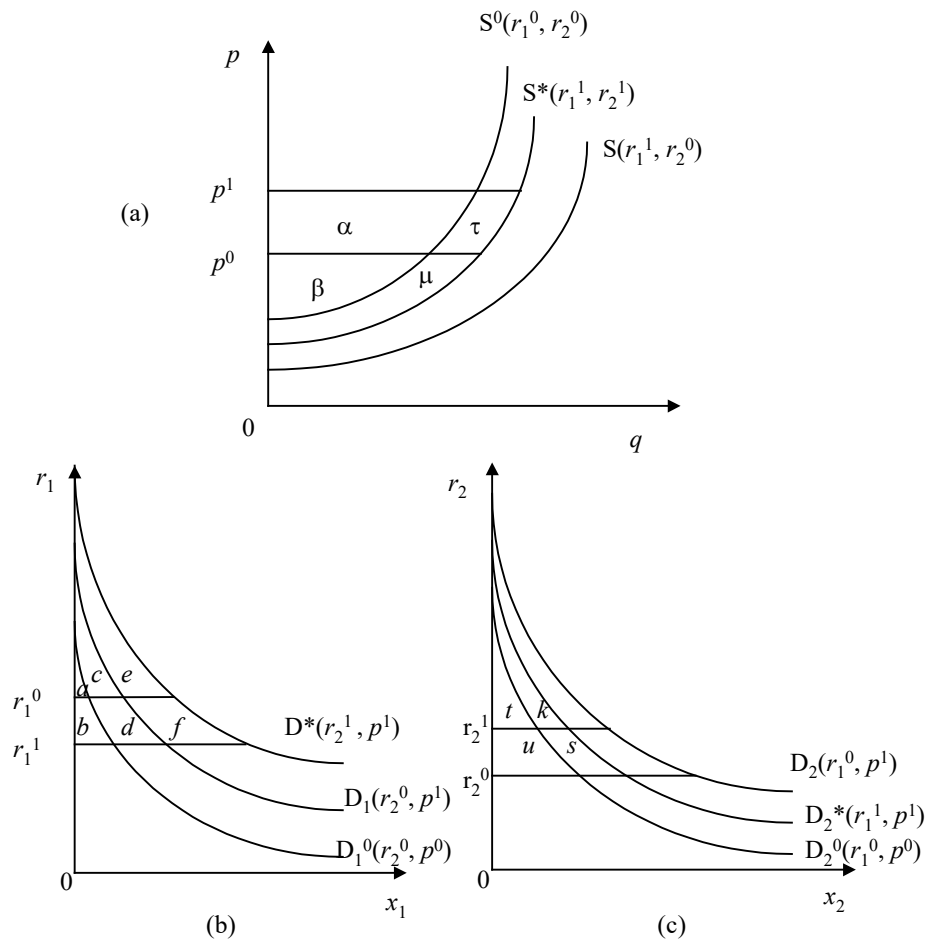 S⁰(r₁⁰, r₂⁰)
p
S*(r₁¹, r₂¹)
S(r₁¹, r₂⁰)
p¹
(a)
α
τ
p⁰
β
μ
0
q
r₁
r₂
c
e
a
r₁⁰
b
d
f
D*(r₂¹, p¹)
r₁¹
D₁(r₂⁰, p¹)
D₁⁰(r₂⁰, p⁰)
0
x₁
(b)
t
k
r₂¹
u
s
r₂⁰
D₂(r₁⁰, p¹)
D₂*(r₁¹, p¹)
D₂⁰(r₁⁰, p⁰)
0
x₂
(c)